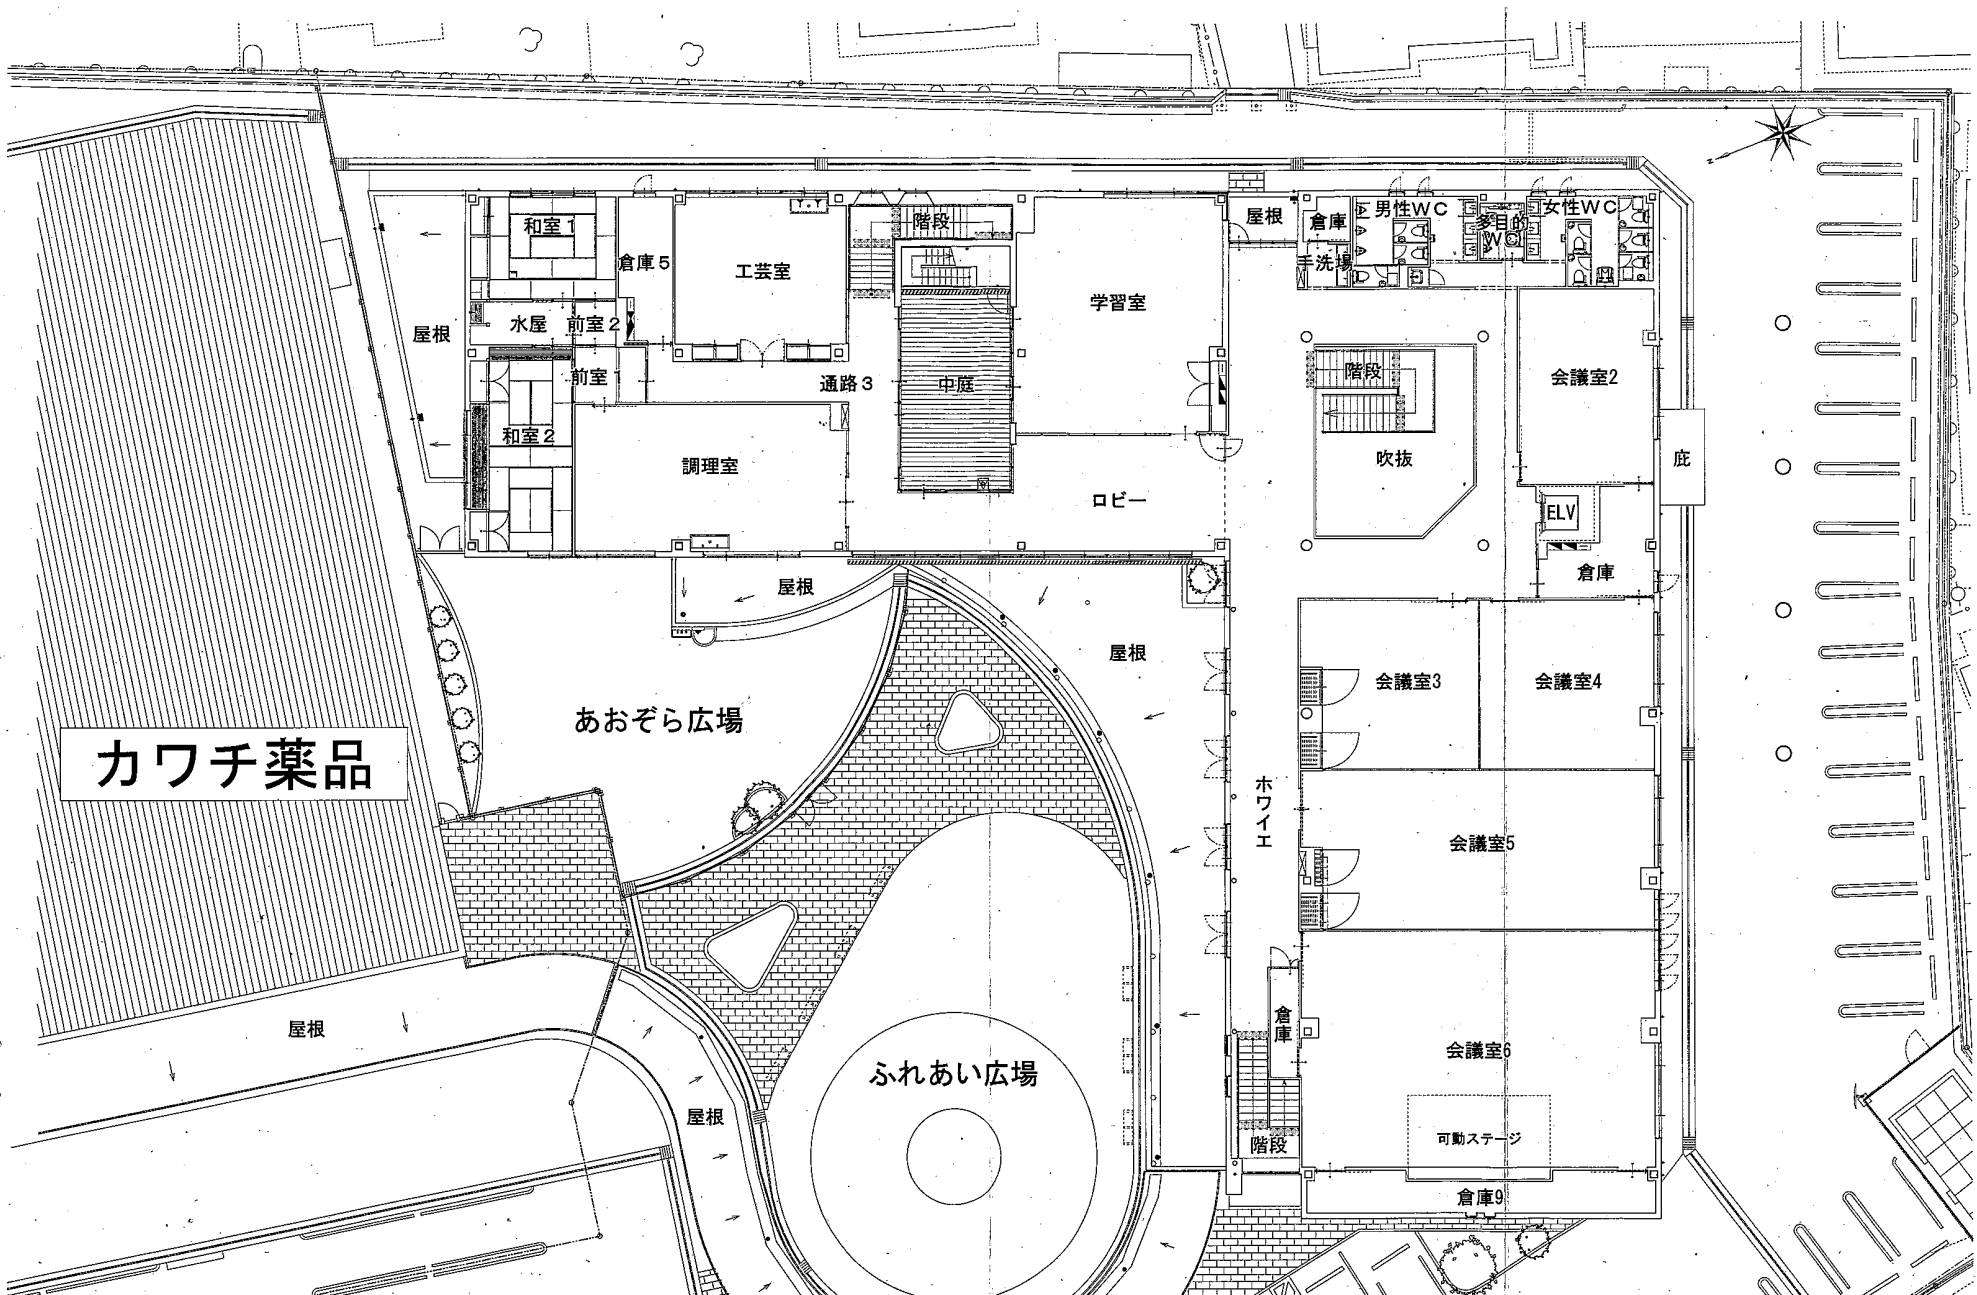 和室1
倉庫5
工芸室
階段
学習室
屋根
倉庫
男性WC
多目的
WC
女性WC
手洗場
水屋
前室2
屋根
前室1
通路3
中庭
階段
会議室2
和室2
調理室
ロビー
吹抜
庇
ELV
倉庫
屋根
屋根
会議室3
会議室4
あおぞら広場
カワチ薬品
ホワイエ
会議室5
屋根
倉庫
会議室6
ふれあい広場
屋根
階段
可動ステージ
倉庫9
N